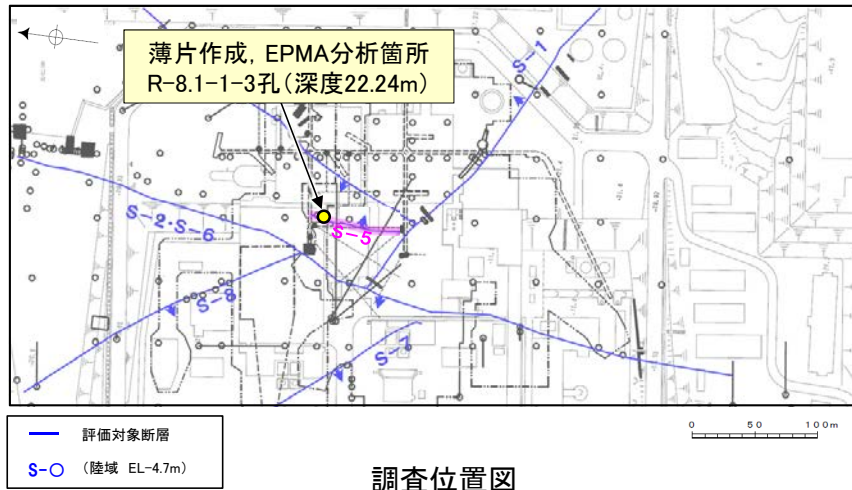 薄片作成, EPMA分析箇所
R-8.1-1-3孔(深度22.24m)
S-1
S-2・S-6
S-5
S-8
S-7
評価対象断層
S-○ (陸域 EL-4.7m)
0 50 100m
調査位置図